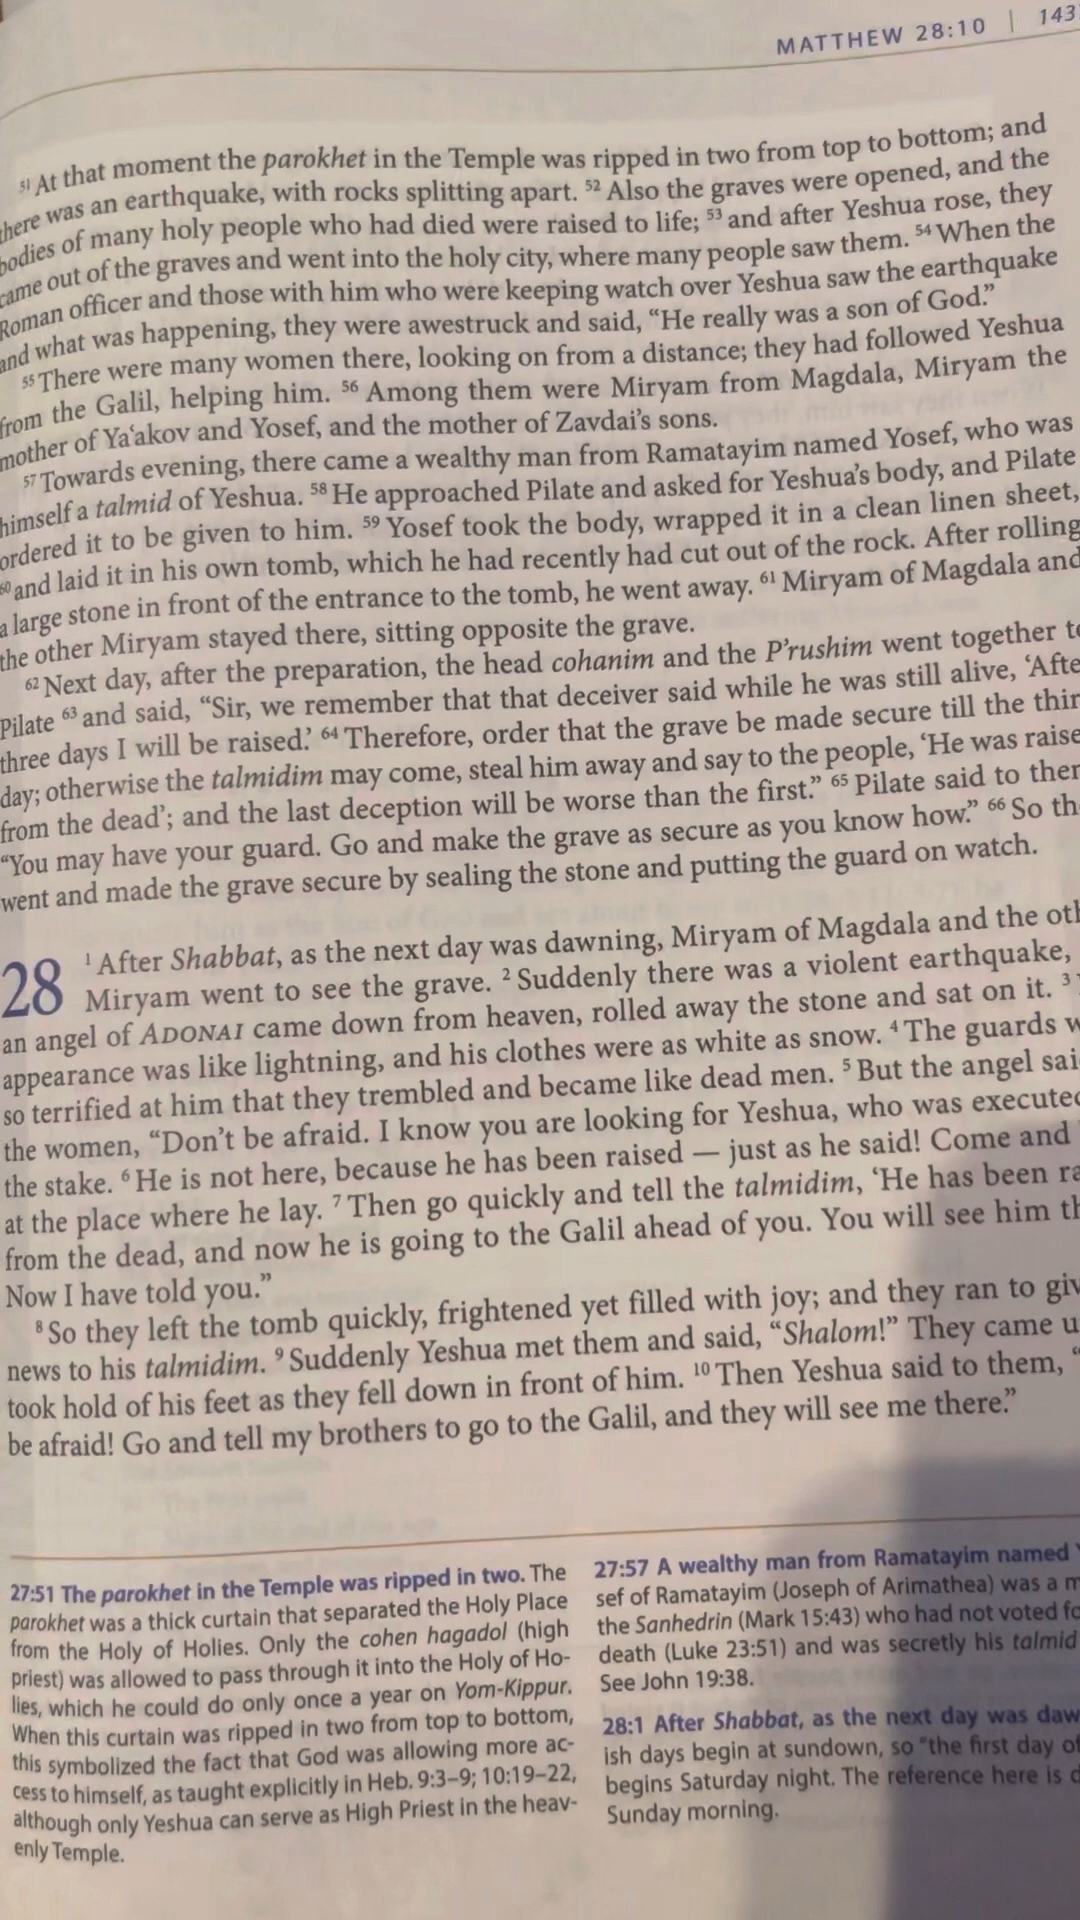 MATTHEW 28:10 | 143
⁵¹ At that moment the parokhet in the Temple was ripped in two from top to bottom; and
there was an earthquake, with rocks splitting apart. ⁵² Also the graves were opened, and the
bodies of many holy people who had died were raised to life; ⁵³ and after Yeshua rose, they
came out of the graves and went into the holy city, where many people saw them. ⁵⁴ When the
Roman officer and those with him who were keeping watch over Yeshua saw the earthquake
and what was happening, they were awestruck and said, “He really was a son of God.”
⁵⁵ There were many women there, looking on from a distance; they had followed Yeshua
from the Galil, helping him. ⁵⁶ Among them were Miryam from Magdala, Miryam the
mother of Ya‘akov and Yosef, and the mother of Zavdai’s sons.
⁵⁷ Towards evening, there came a wealthy man from Ramatayim named Yosef, who was
himself a talmid of Yeshua. ⁵⁸ He approached Pilate and asked for Yeshua’s body, and Pilate
ordered it to be given to him. ⁵⁹ Yosef took the body, wrapped it in a clean linen sheet,
⁶⁰ and laid it in his own tomb, which he had recently had cut out of the rock. After rolling
a large stone in front of the entrance to the tomb, he went away. ⁶¹ Miryam of Magdala and
the other Miryam stayed there, sitting opposite the grave.
⁶² Next day, after the preparation, the head cohanim and the P’rushim went together to
Pilate ⁶³ and said, “Sir, we remember that that deceiver said while he was still alive, ‘Afte
three days I will be raised.’ ⁶⁴ Therefore, order that the grave be made secure till the thir
day; otherwise the talmidim may come, steal him away and say to the people, ‘He was raise
from the dead’; and the last deception will be worse than the first.” ⁶⁵ Pilate said to ther
“You may have your guard. Go and make the grave as secure as you know how.” ⁶⁶ So th
went and made the grave secure by sealing the stone and putting the guard on watch.
28 ¹ After Shabbat, as the next day was dawning, Miryam of Magdala and the oth
Miryam went to see the grave. ² Suddenly there was a violent earthquake,
an angel of ADONAI came down from heaven, rolled away the stone and sat on it. ³
appearance was like lightning, and his clothes were as white as snow. ⁴ The guards w
so terrified at him that they trembled and became like dead men. ⁵ But the angel sai
the women, “Don’t be afraid. I know you are looking for Yeshua, who was executed
the stake. ⁶ He is not here, because he has been raised — just as he said! Come and
at the place where he lay. ⁷ Then go quickly and tell the talmidim, ‘He has been ra
from the dead, and now he is going to the Galil ahead of you. You will see him th
Now I have told you.”
⁸ So they left the tomb quickly, frightened yet filled with joy; and they ran to giv
news to his talmidim. ⁹ Suddenly Yeshua met them and said, “Shalom!” They came u
took hold of his feet as they fell down in front of him. ¹⁰ Then Yeshua said to them, “
be afraid! Go and tell my brothers to go to the Galil, and they will see me there.”
27:51 The parokhet in the Temple was ripped in two. The
parokhet was a thick curtain that separated the Holy Place
from the Holy of Holies. Only the cohen hagadol (high
priest) was allowed to pass through it into the Holy of Ho-
lies, which he could do only once a year on Yom-Kippur.
When this curtain was ripped in two from top to bottom,
this symbolized the fact that God was allowing more ac-
cess to himself, as taught explicitly in Heb. 9:3–9; 10:19–22,
although only Yeshua can serve as High Priest in the heav-
enly Temple.
27:57 A wealthy man from Ramatayim named Y
sef of Ramatayim (Joseph of Arimathea) was a m
the Sanhedrin (Mark 15:43) who had not voted fo
death (Luke 23:51) and was secretly his talmid
See John 19:38.
28:1 After Shabbat, as the next day was daw
ish days begin at sundown, so “the first day of
begins Saturday night. The reference here is
Sunday morning.